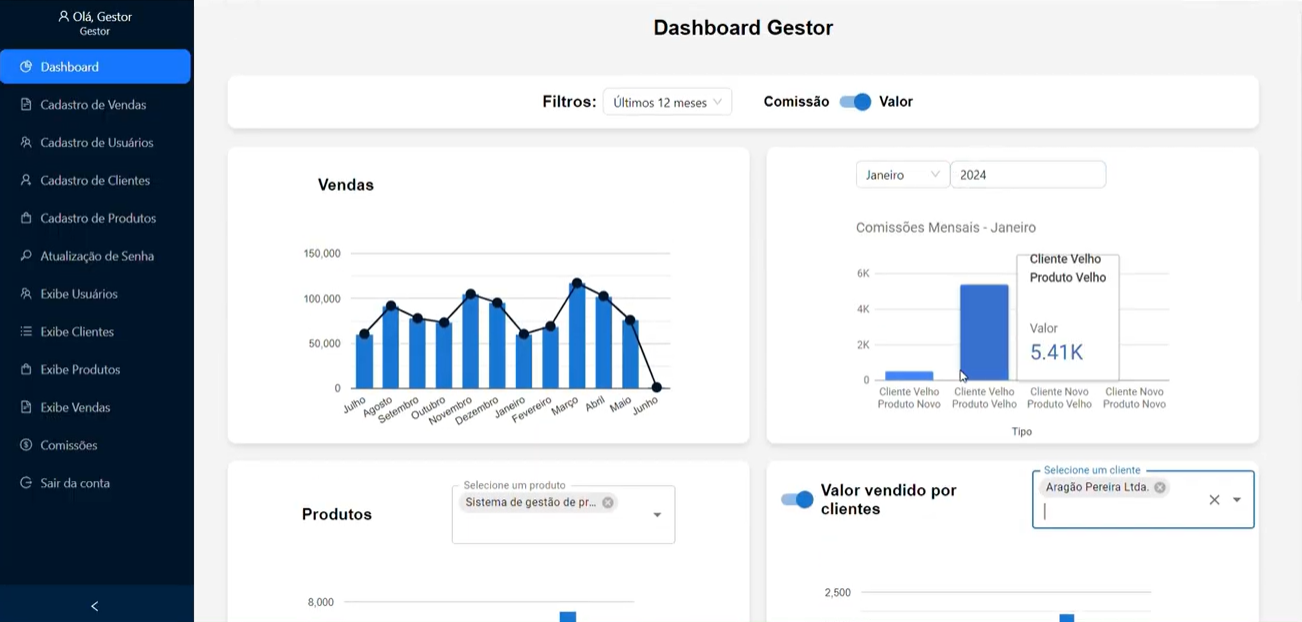 Olá, Gestor
Gestor
Dashboard
Cadastro de Vendas
Cadastro de Usuários
Cadastro de Clientes
Cadastro de Produtos
Atualização de Senha
Exibe Usuários
Exibe Clientes
Exibe Produtos
Exibe Vendas
Comissões
Sair da conta
Dashboard Gestor
Filtros:
Últimos 12 meses
Comissão
Valor
Vendas
150,000
100,000
50,000
0
Julho
Agosto
Setembro
Outubro
Novembro
Dezembro
Janeiro
Fevereiro
Março
Abril
Maio
Junho
Janeiro
2024
Comissões Mensais - Janeiro
6K
4K
2K
0
Cliente Velho
Produto Velho
Valor
5.41K
Cliente Velho
Produto Novo
Cliente Velho
Produto Velho
Cliente Novo
Produto Velho
Cliente Novo
Produto Novo
Tipo
Produtos
Selecione um produto
Sistema de gestão de pr...
8,000
Valor vendido por
clientes
Selecione um cliente
Aragão Pereira Ltda.
2,500